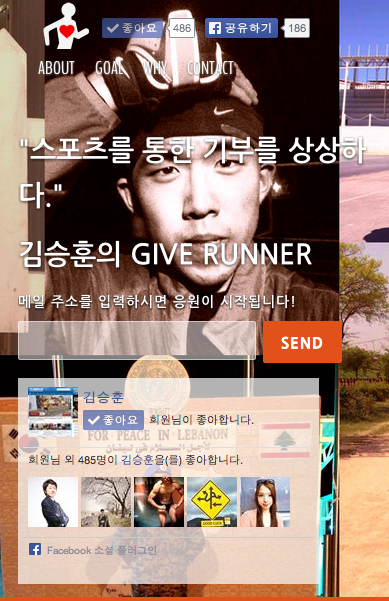 좋아요 486 공유하기 186
ABOUT GOAL WHY CONTACT
"스포츠를 통한 기부를 상상하
다."
김승훈의 GIVE RUNNER
메일 주소를 입력하시면 응원이 시작됩니다!
SEND
김승훈
좋아요 회원님이 좋아합니다.
FOR PEACE IN LEBANON
회원님 외 485명이 김승훈을(를) 좋아합니다.
GOOD LUCK
Facebook 소셜 플러그인